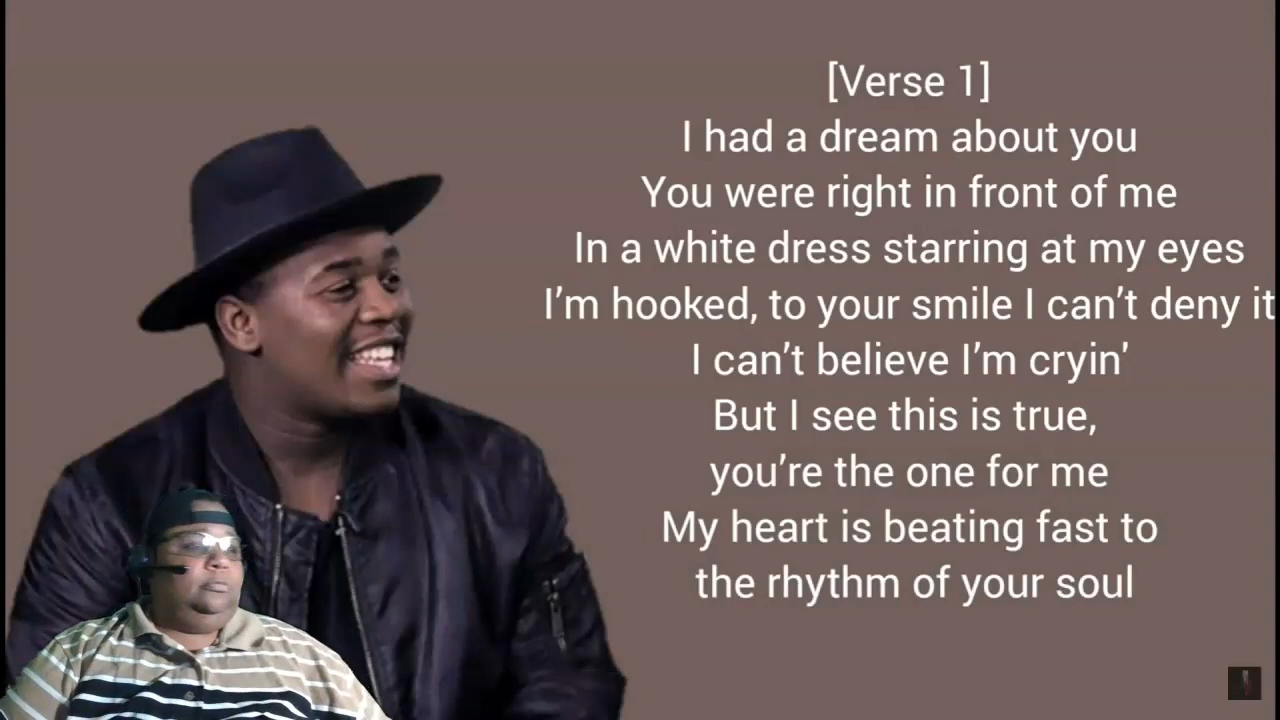 [Verse 1]
I had a dream about you
You were right in front of me
In a white dress starring at my eyes
I’m hooked, to your smile I can’t deny it
I can’t believe I’m cryin'
But I see this is true,
you’re the one for me
My heart is beating fast to
the rhythm of your soul